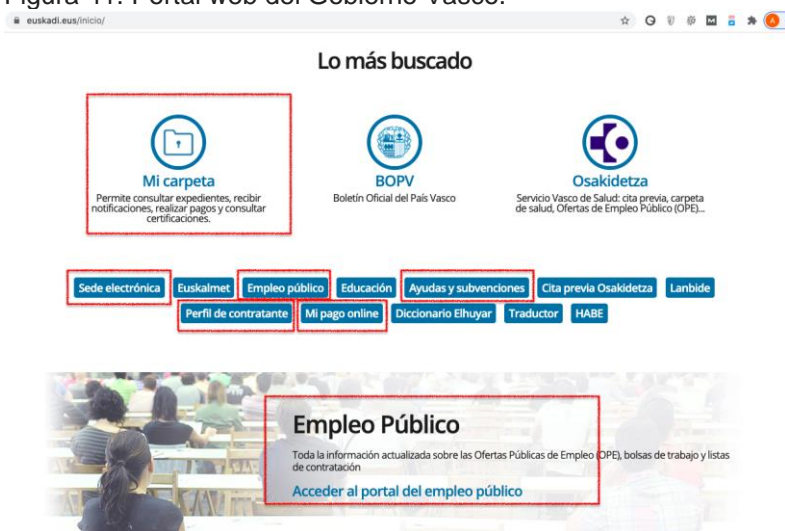 Figura 41. Portal web del Gobierno Vasco.
euskadi.eus/inicio/
Lo más buscado
Mi carpeta
Permite consultar expedientes, recibir
notificaciones, realizar pagos y consultar
certificaciones.
BOPV
Boletín Oficial del País Vasco
Osakidetza
Servicio Vasco de Salud: cita previa, carpeta
de salud, Ofertas de Empleo Público (OPE)...
Sede electrónica Euskalmet Empleo público Educación Ayudas y subvenciones Cita previa Osakidetza Lanbide
Perfil de contratante Mi pago online Diccionario Elhuyar Traductor HABE
Empleo Público
Toda la información actualizada sobre las Ofertas Públicas de Empleo (OPE), bolsas de trabajo y listas
de contratación
Acceder al portal del empleo público